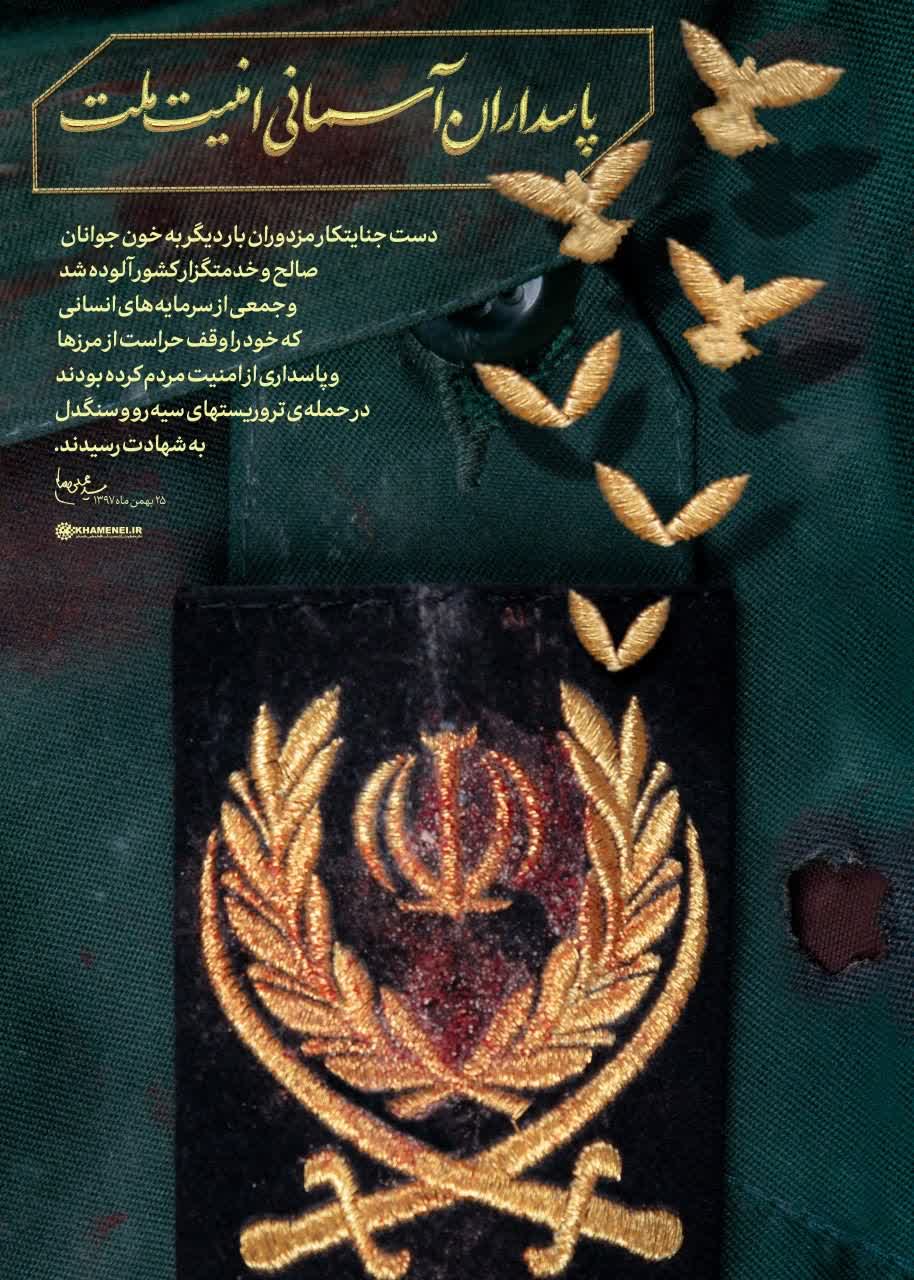 پاسداران آسمانی امنیت ملت
دست جنایتکار مزدوران بار دیگر به خون جوانان
صالح و خدمتگزار کشور آلوده شد
و جمعی از سرمایه‌های انسانی
که خود را وقف حراست از مرزها
و پاسداری از امنیت مردم کرده بودند
در حمله‌ی تروریستهای سیه‌رو و سنگدل
به شهادت رسیدند.
۲۵ بهمن ماه ۱۳۹۷
KHAMENEI.IR